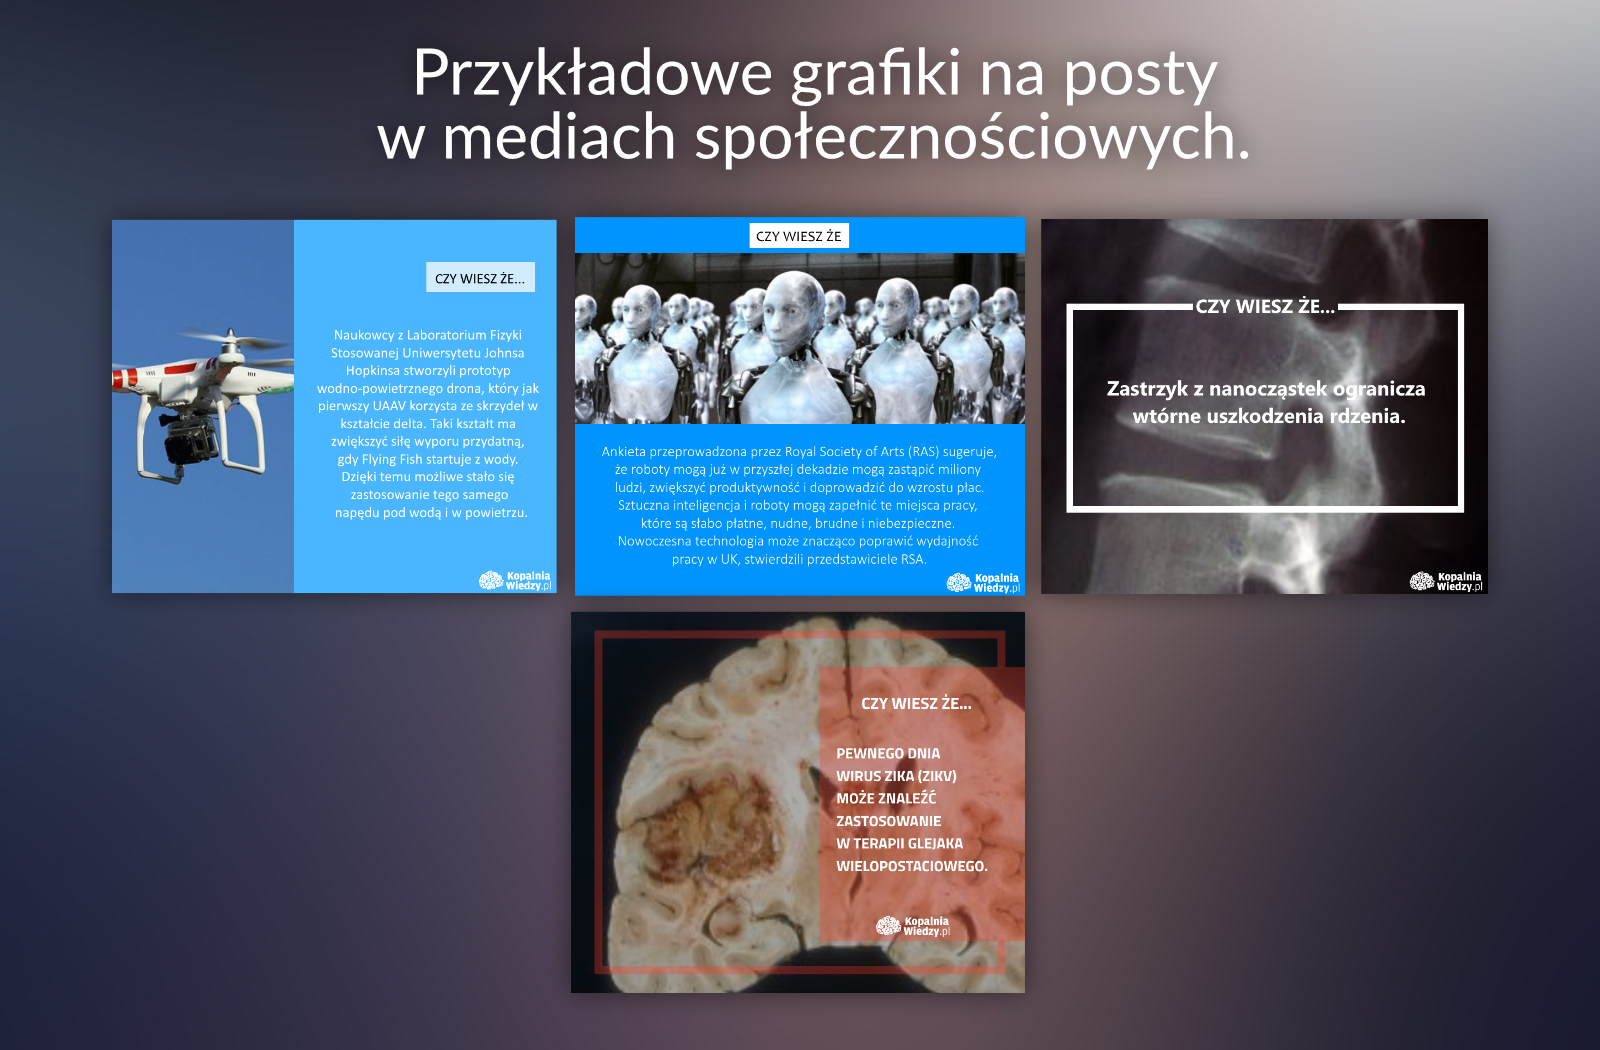 Przykładowe grafiki na posty
w mediach społecznościowych.
CZY WIESZ ŻE...
Naukowcy z Laboratorium Fizyki
Stosowanej Uniwersytetu Johnsa
Hopkinsa stworzyli prototyp
wodno-powietrznego drona, który jak
pierwszy UAAV korzysta ze skrzydeł w
kształcie delta. Taki kształt ma
zwiększyć siłę wyporu przydatną,
gdy Flying Fish startuje z wody.
Dzięki temu możliwe stało się
zastosowanie tego samego
napędu pod wodą i w powietrzu.
Kopalnia
Wiedzy.pl
CZY WIESZ ŻE
Ankieta przeprowadzona przez Royal Society of Arts (RAS) sugeruje,
że roboty mogą już w przyszłej dekadzie mogą zastąpić miliony
ludzi, zwiększyć produktywność i doprowadzić do wzrostu płac.
Sztuczna inteligencja i roboty mogą zapełnić te miejsca pracy,
które są słabo płatne, nudne, brudne i niebezpieczne.
Nowoczesna technologia może znacząco poprawić wydajność
pracy w UK, stwierdzili przedstawiciele RSA.
Kopalnia
Wiedzy.pl
CZY WIESZ ŻE...
Zastrzyk z nanocząstek ogranicza
wtórne uszkodzenia rdzenia.
Kopalnia
Wiedzy.pl
CZY WIESZ ŻE...
PEWNEGO DNIA
WIRUS ZIKA (ZIKV)
MOŻE ZNALEŹĆ
ZASTOSOWANIE
W TERAPII GLEJAKA
WIELOPOSTACIOWEGO.
Kopalnia
Wiedzy.pl